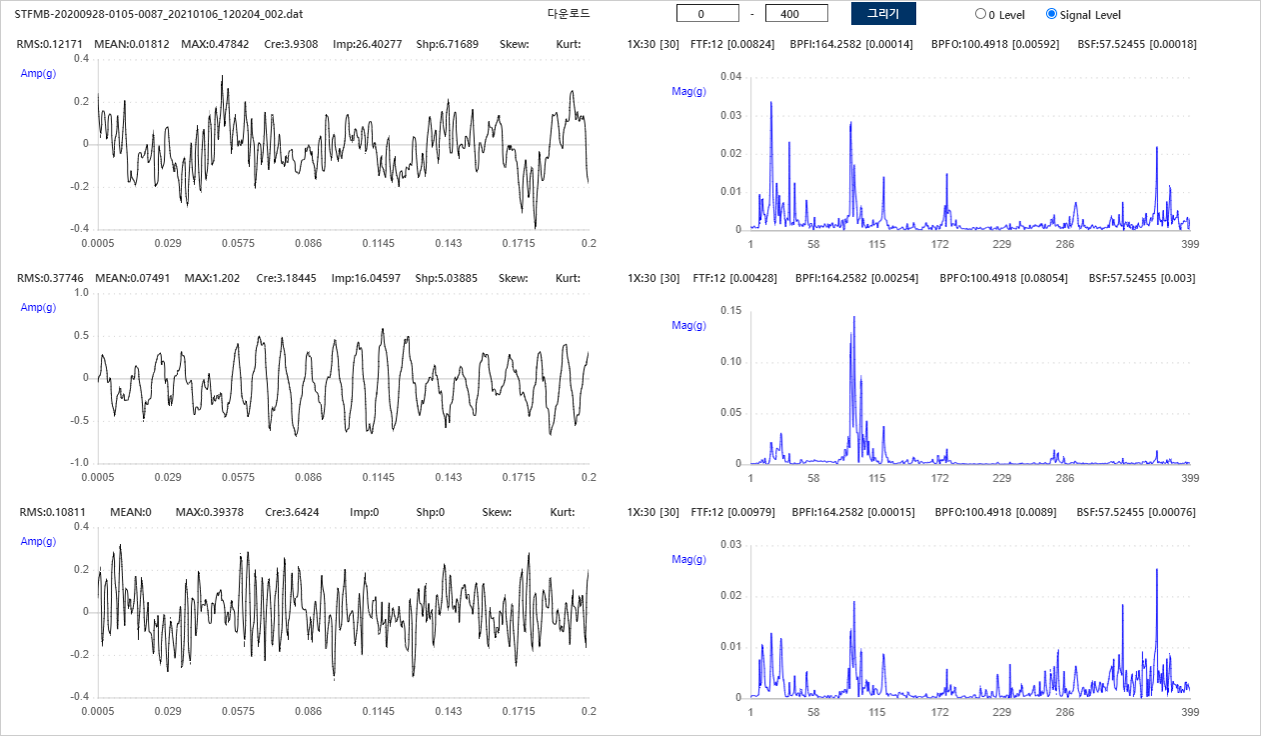 STFMB-20200928-0105-0087_20210106_120204_002.dat 다운로드 0 - 400 그리기 0 Level Signal Level
RMS:0.12171 MEAN:0.01812 MAX:0.47842 Cre:3.9308 Imp:26.40277 Shp:6.71689 Skew: Kurt:
Amp(g)
0.4
0.2
0
-0.2
-0.4
0.0005 0.029 0.0575 0.086 0.1145 0.143 0.1715 0.2
1X:30 [30] FTF:12 [0.00824] BPFI:164.2582 [0.00014] BPFO:100.4918 [0.00592] BSF:57.52455 [0.00018]
Mag(g)
0.04
0.03
0.02
0.01
0
1 58 115 172 229 286 399
RMS:0.37746 MEAN:0.07491 MAX:1.202 Cre:3.18445 Imp:16.04597 Shp:5.03885 Skew: Kurt:
Amp(g)
1.0
0.5
0
-0.5
-1.0
0.0005 0.029 0.0575 0.086 0.1145 0.143 0.1715 0.2
1X:30 [30] FTF:12 [0.00428] BPFI:164.2582 [0.00254] BPFO:100.4918 [0.08054] BSF:57.52455 [0.003]
Mag(g)
0.15
0.10
0.05
0
1 58 115 172 229 286 399
RMS:0.10811 MEAN:0 MAX:0.39378 Cre:3.6424 Imp:0 Shp:0 Skew: Kurt:
Amp(g)
0.4
0.2
0
-0.2
-0.4
0.0005 0.029 0.0575 0.086 0.1145 0.143 0.1715 0.2
1X:30 [30] FTF:12 [0.00979] BPFI:164.2582 [0.00015] BPFO:100.4918 [0.0089] BSF:57.52455 [0.00076]
Mag(g)
0.03
0.02
0.01
0
1 58 115 172 229 286 399